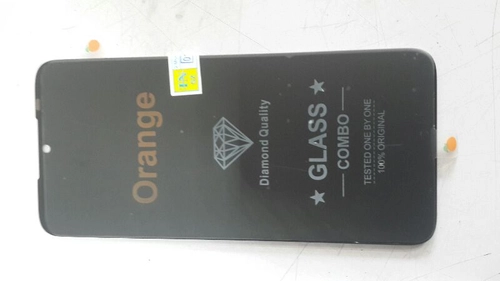 Orange
Diamond Quality
★ GLASS ★
COMBO
TESTED ONE BY ONE
100% ORIGINAL